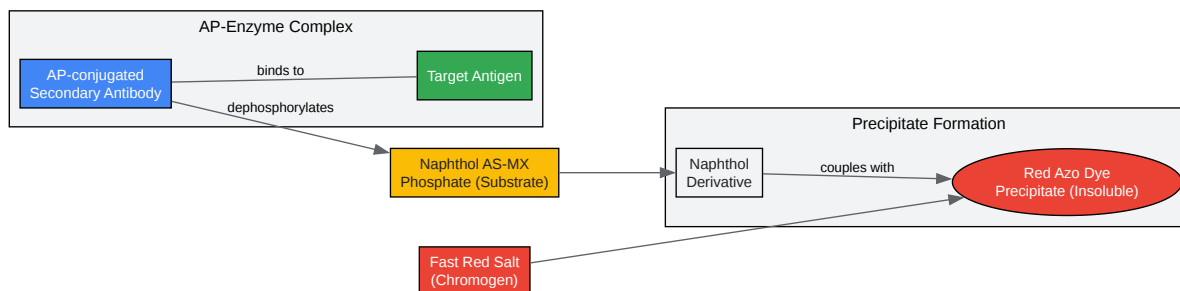 AP-Enzyme Complex
AP-conjugated
Secondary Antibody
binds to
Target Antigen
dephosphorylates
Naphthol AS-MX
Phosphate (Substrate)
Precipitate Formation
Naphthol
Derivative
couples with
Red Azo Dye
Precipitate (Insoluble)
Fast Red Salt
(Chromogen)